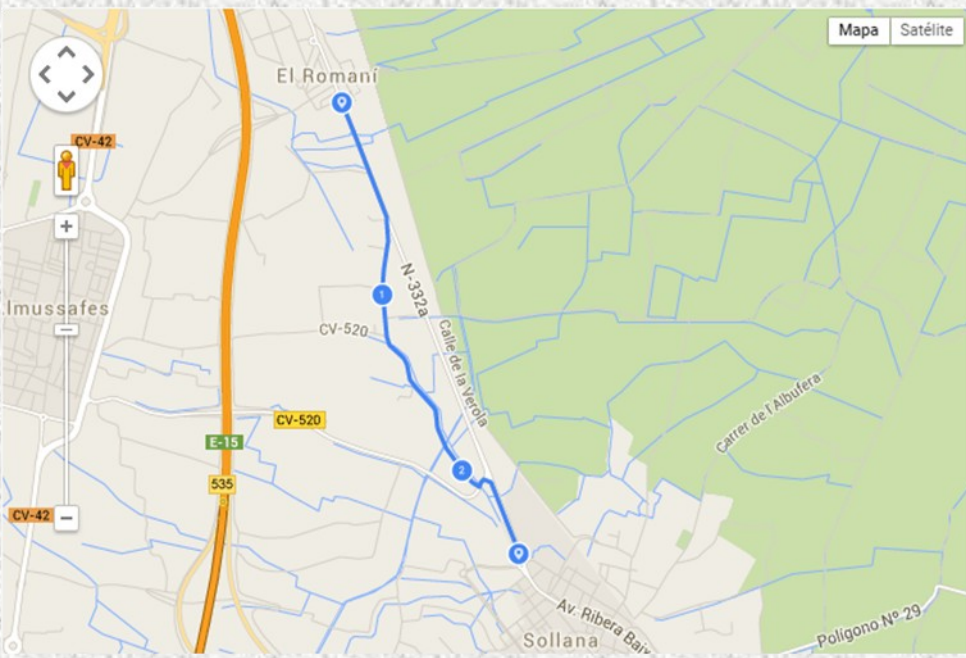 Mapa Satélite
El Romaní
CV-42
N-332a
lmussafes
CV-520
Calle de la Verola
CV-520
Carrer de l'Albufera
E-15
535
CV-42
1
2
Av. Ribera Baix
Sollana
Polígono Nº 29